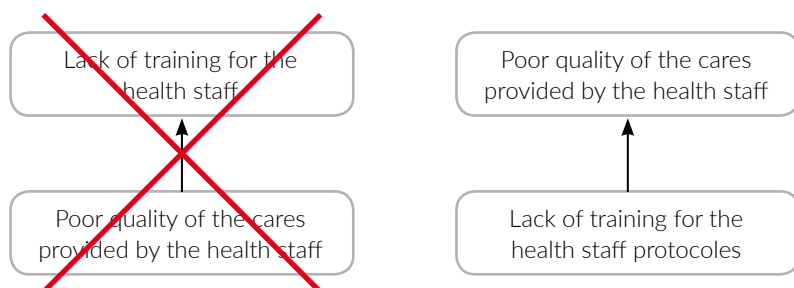 Lack of training for the
health staff
Poor quality of the cares
provided by the health staff
Poor quality of the cares
provided by the health staff
Lack of training for the
health staff protocoles